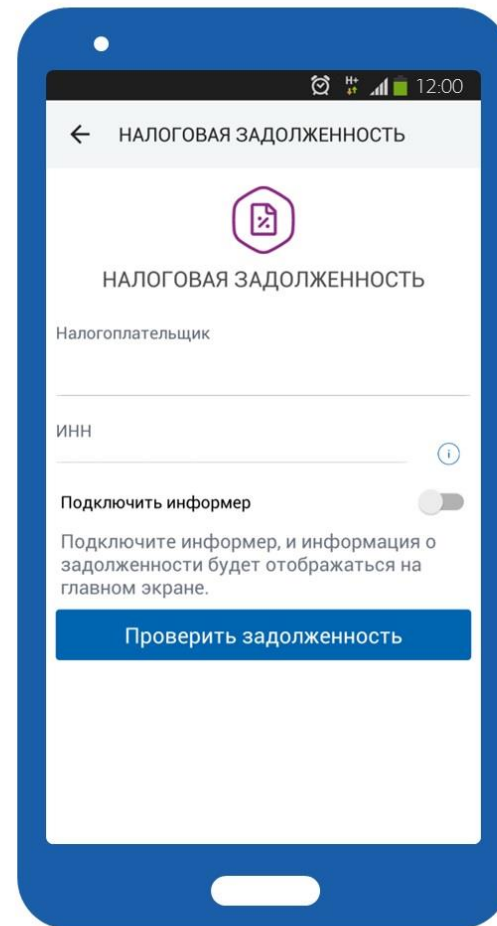 H+
12:00
НАЛОГОВАЯ ЗАДОЛЖЕННОСТЬ
НАЛОГОВАЯ ЗАДОЛЖЕННОСТЬ
Налогоплательщик
ИНН
Подключить информер
Подключите информер, и информация о
задолженности будет отображаться на
главном экране.
Проверить задолженность